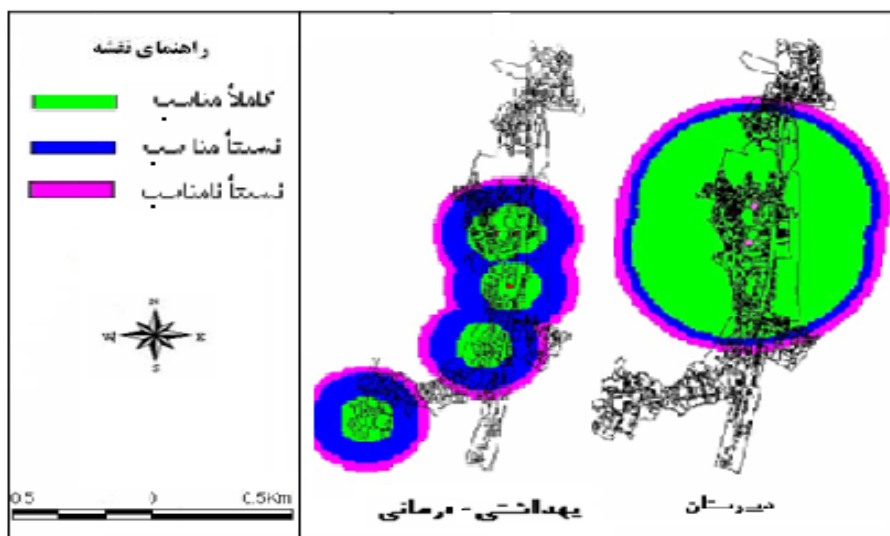 راهنمای نقشه
کاملاً مناسب
نسبتاً مناسب
نسبتاً نامناسب
N
W E
S
0.5 0 0.5Km
بهداشتی - درمانی
دبیرستان